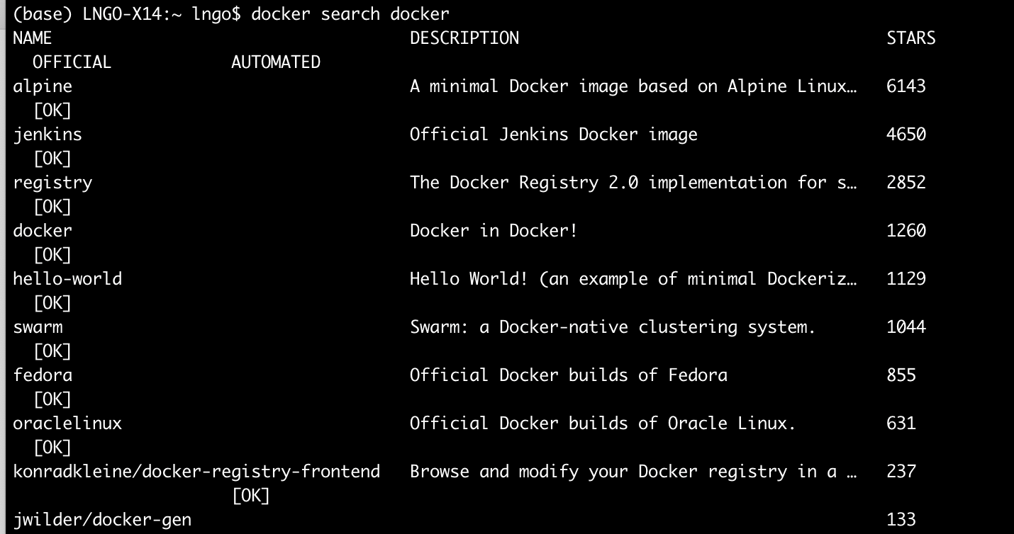 (base) LNGO-X14:~ lngo$ docker search docker
NAME DESCRIPTION STARS
OFFICIAL AUTOMATED
alpine A minimal Docker image based on Alpine Linux… 6143
[OK]
jenkins Official Jenkins Docker image 4650
[OK]
registry The Docker Registry 2.0 implementation for s… 2852
[OK]
docker Docker in Docker! 1260
[OK]
hello-world Hello World! (an example of minimal Dockeriz… 1129
[OK]
swarm Swarm: a Docker-native clustering system. 1044
[OK]
fedora Official Docker builds of Fedora 855
[OK]
oraclelinux Official Docker builds of Oracle Linux. 631
[OK]
konradkleine/docker-registry-frontend Browse and modify your Docker registry in a … 237
[OK]
jwilder/docker-gen 133